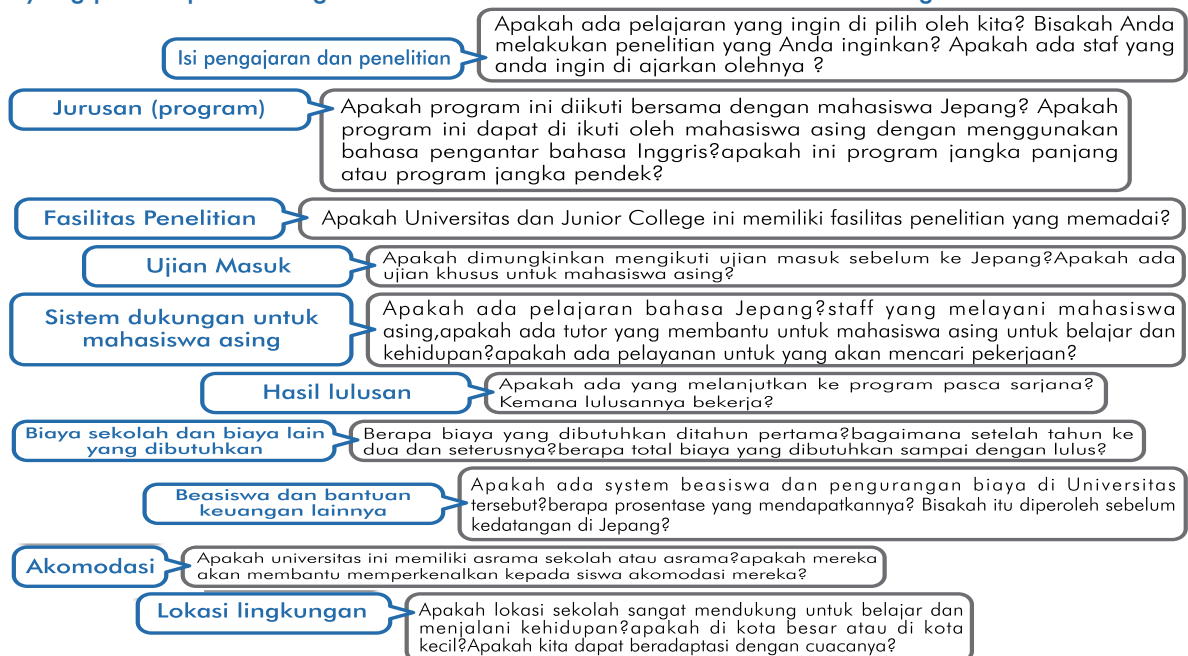 Isi pengajaran dan penelitian
Apakah ada pelajaran yang ingin di pilih oleh kita? Bisakah Anda
melakukan penelitian yang Anda inginkan? Apakah ada staf yang
anda ingin di ajarkan olehnya ?
Jurusan (program)
Apakah program ini diikuti bersama dengan mahasiswa Jepang? Apakah
program ini dapat di ikuti oleh mahasiswa asing dengan menggunakan
bahasa pengantar bahasa Inggris?apakah ini program jangka panjang
atau program jangka pendek?
Fasilitas Penelitian
Apakah Universitas dan Junior College ini memiliki fasilitas penelitian yang memadai?
Ujian Masuk
Apakah dimungkinkan mengikuti ujian masuk sebelum ke Jepang?Apakah ada
ujian khusus untuk mahasiswa asing?
Sistem dukungan untuk
mahasiswa asing
Apakah ada pelajaran bahasa Jepang?staff yang melayani mahasiswa
asing,apakah ada tutor yang membantu untuk mahasiswa asing untuk belajar dan
kehidupan?apakah ada pelayanan untuk yang akan mencari pekerjaan?
Hasil lulusan
Apakah ada yang melanjutkan ke program pasca sarjana?
Kemana lulusannya bekerja?
Biaya sekolah dan biaya lain
yang dibutuhkan
Berapa biaya yang dibutuhkan ditahun pertama?bagaimana setelah tahun ke
dua dan seterusnya?berapa total biaya yang dibutuhkan sampai dengan lulus?
Beasiswa dan bantuan
keuangan lainnya
Apakah ada system beasiswa dan pengurangan biaya di Universitas
tersebut?berapa prosentase yang mendapatkannya? Bisakah itu diperoleh sebelum
kedatangan di Jepang?
Akomodasi
Apakah universitas ini memiliki asrama sekolah atau asrama?apakah mereka
akan membantu memperkenalkan kepada siswa akomodasi mereka?
Lokasi lingkungan
Apakah lokasi sekolah sangat mendukung untuk belajar dan
menjalani kehidupan?apakah di kota besar atau di kota
kecil?Apakah kita dapat beradaptasi dengan cuacanya?